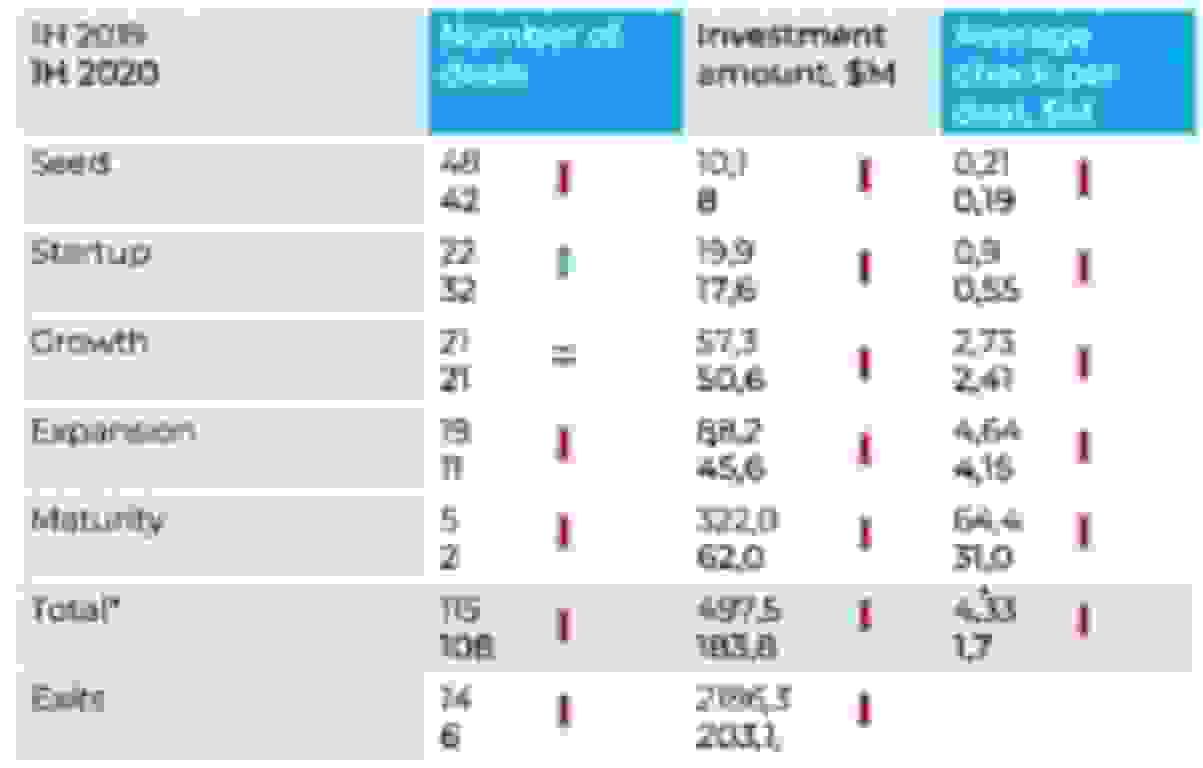 1H 2019
1H 2020
Number of
deals
Investment
amount, $M
Average
check per
deal, $M
Seed
48
42
10,1
8
0,21
0,19
Startup
22
32
19,9
17,6
0,9
0,55
Growth
21
21
=
57,3
50,6
2,73
2,41
Expansion
19
11
88,2
45,6
4,64
4,15
Maturity
5
2
322,0
62,0
64,4
31,0
Total*
115
108
497,5
183,8
4,33
1,7
Exits
14
6
203,1,